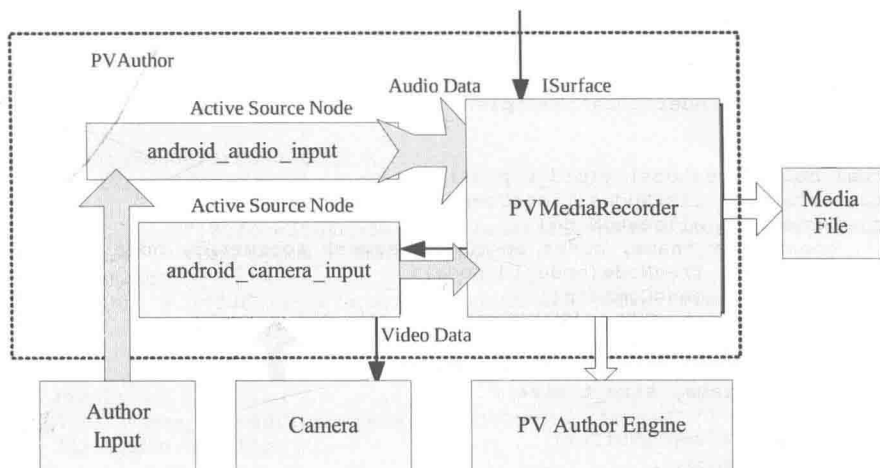 PVAuthor
Audio Data
ISurface
Active Source Node
android_audio_input
Active Source Node
android_camera_input
PVMediaRecorder
Media
File
Video Data
Author
Input
Camera
PV Author Engine